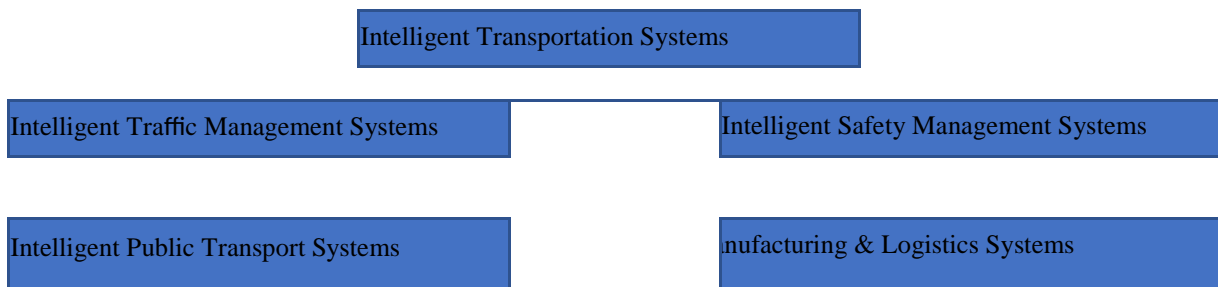 Intelligent Transportation Systems
Intelligent Traffic Management Systems
Intelligent Safety Management Systems
Intelligent Public Transport Systems
nufacturing & Logistics Systems